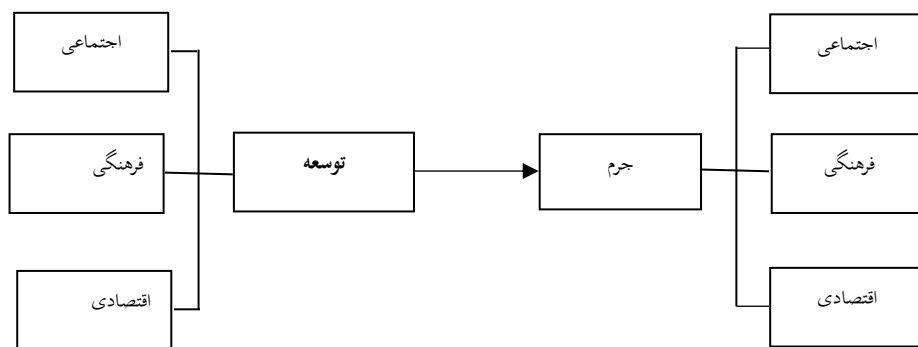 اجتماعی
اجتماعی
فرهنگی
توسعه
جرم
فرهنگی
اقتصادی
اقتصادی